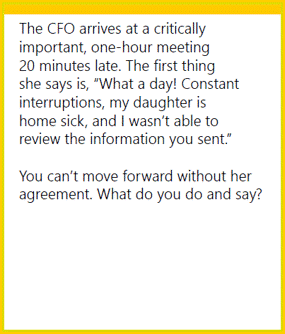 The CFO arrives at a critically
important, one-hour meeting
20 minutes late. The first thing
she says is, “What a day! Constant
interruptions, my daughter is
home sick, and I wasn’t able to
review the information you sent.”
You can’t move forward without her
agreement. What do you do and say?